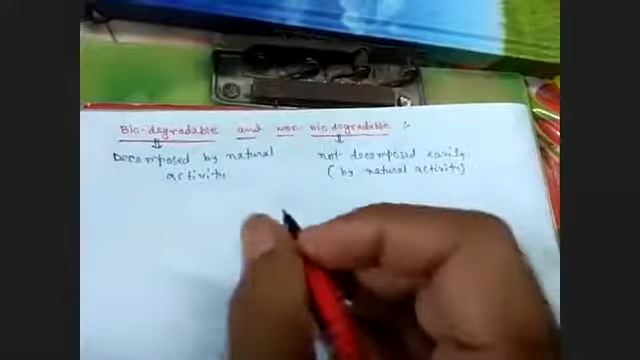 Bio-degradable and non-biodegradable :-
Decomposed by natural activity
not decomposed easily (by natural activity)